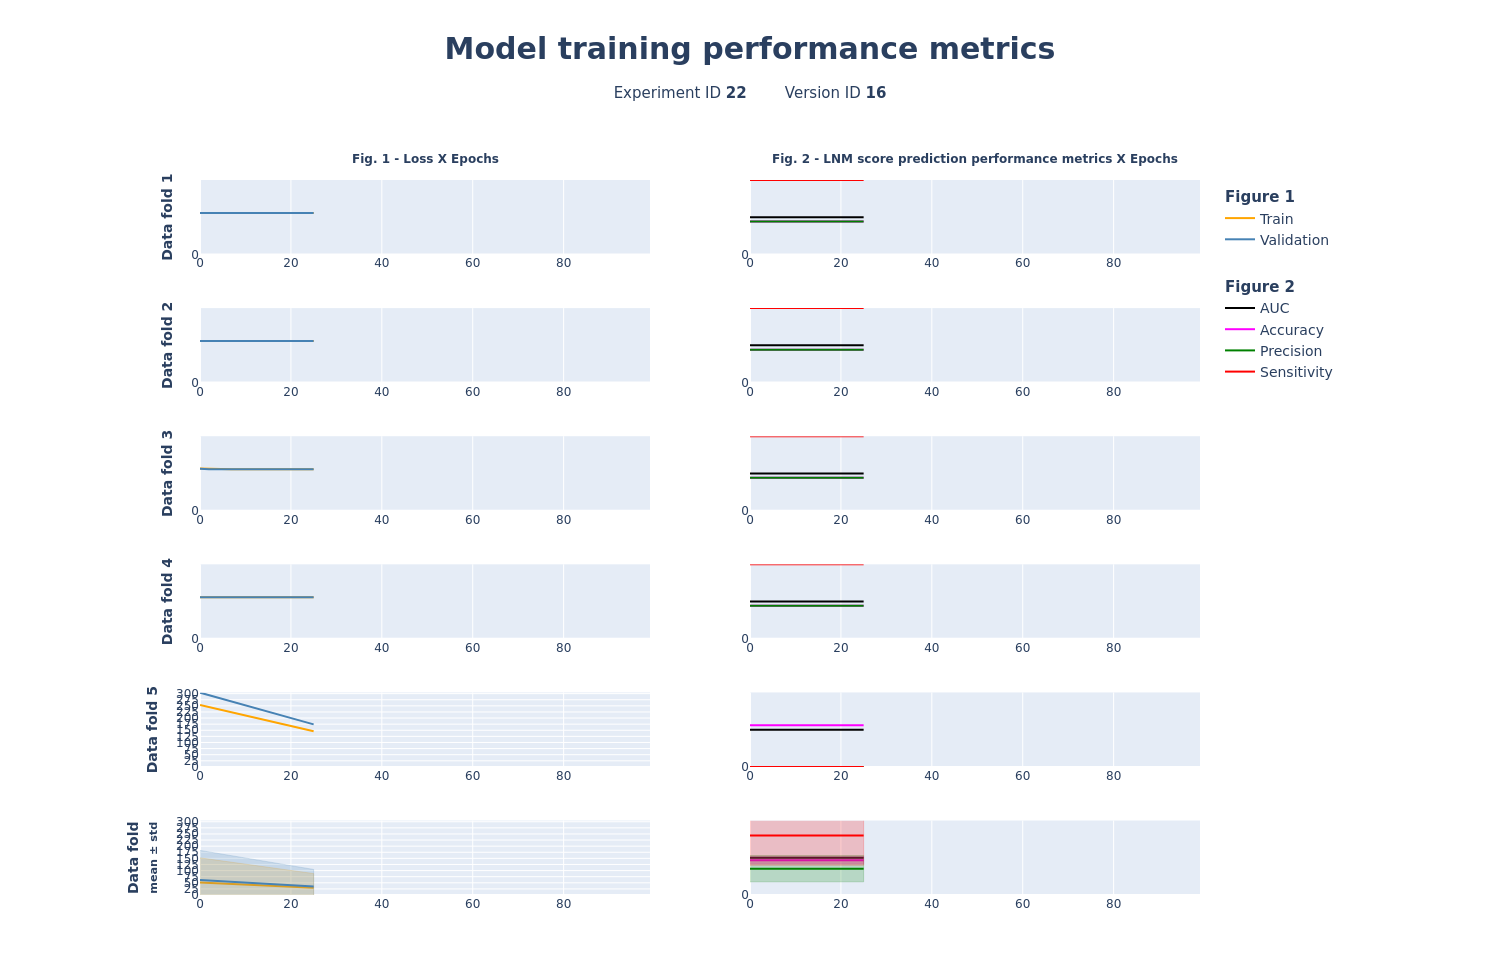 Model training performance metrics
Experiment ID 22 Version ID 16
Fig. 1 - Loss X Epochs
Fig. 2 - LNM score prediction performance metrics X Epochs
Data fold 1
0
0 20 40 60 80
0
0 20 40 60 80
Data fold 2
0
0 20 40 60 80
0
0 20 40 60 80
Data fold 3
0
0 20 40 60 80
0
0 20 40 60 80
Data fold 4
0
0 20 40 60 80
0
0 20 40 60 80
Data fold 5
300
275
250
225
200
175
150
125
100
75
50
25
0
0 20 40 60 80
0
0 20 40 60 80
Data fold
mean ± std
300
275
250
225
200
175
150
125
100
75
50
25
0
0 20 40 60 80
0
0 20 40 60 80
Figure 1
Train
Validation
Figure 2
AUC
Accuracy
Precision
Sensitivity